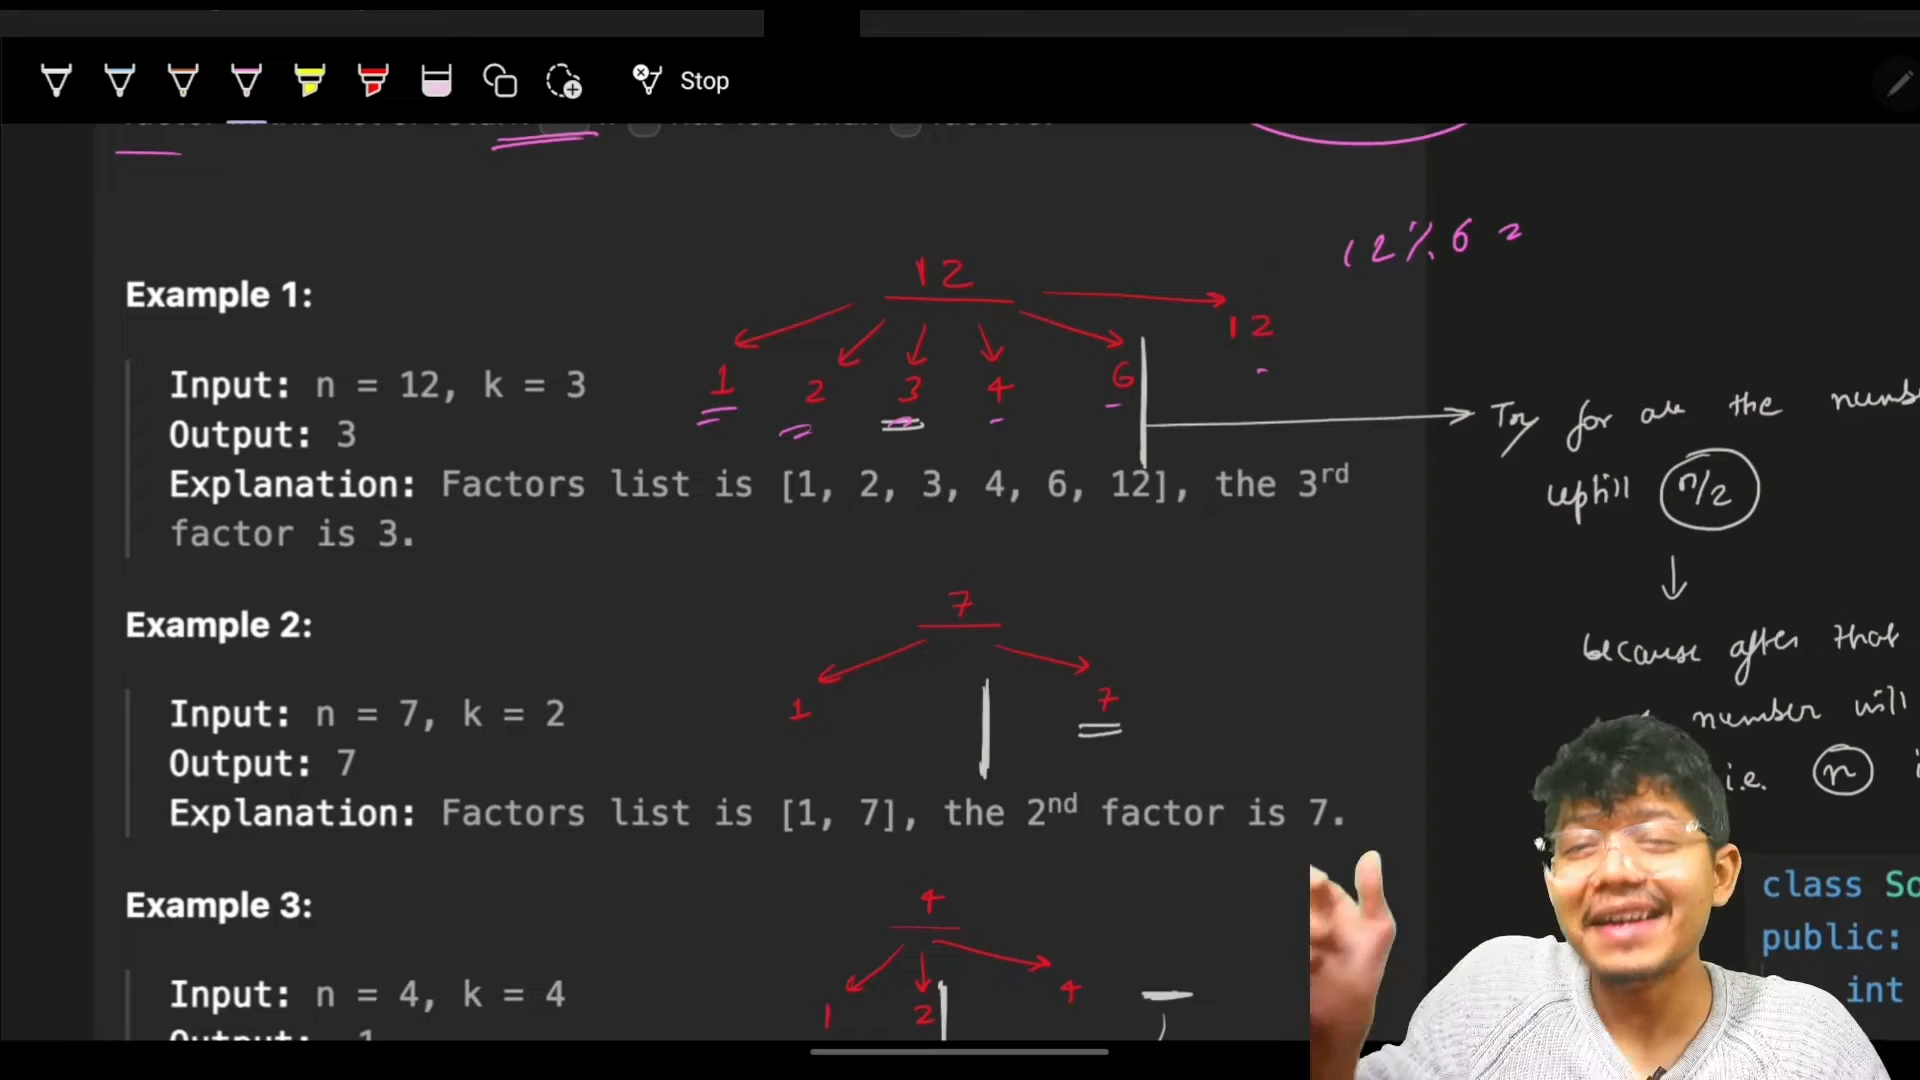 Stop
12%6=
Example 1:
12
12
1 2 3 4 6
Input: n = 12, k = 3
Output: 3
Explanation: Factors list is [1, 2, 3, 4, 6, 12], the 3rd
factor is 3.
Try for all the
uptill n/2
because after that
number will
i.e. n
Example 2:
7
1 7
Input: n = 7, k = 2
Output: 7
Explanation: Factors list is [1, 7], the 2nd factor is 7.
Example 3:
4
1 2 4
Input: n = 4, k = 4
class So
public:
int